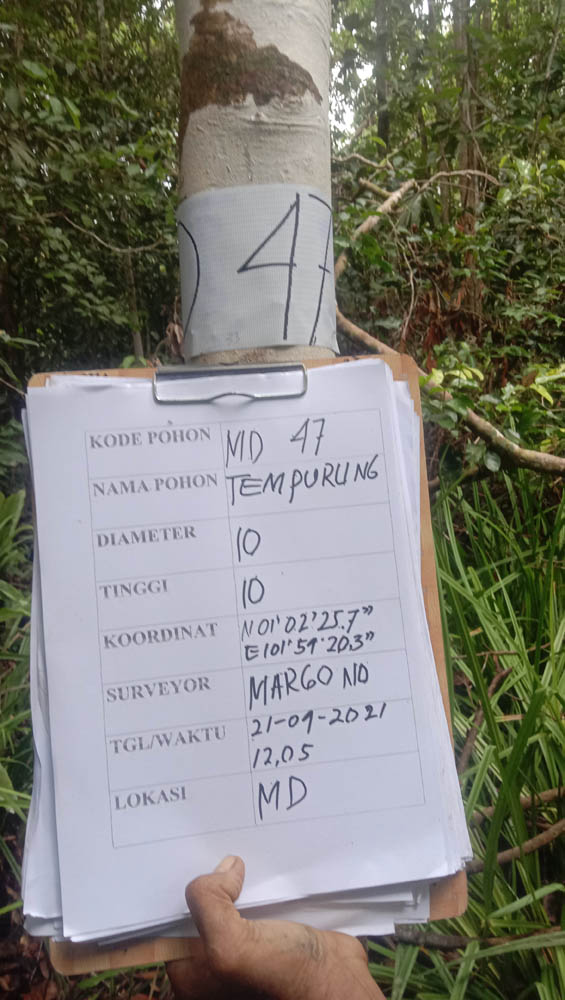 47
KODE POHON MD 47
NAMA POHON TEMPURUNG
DIAMETER 10
TINGGI 10
KOORDINAT N 01'02'25.7"
E101'59'20.3"
SURVEYOR MARGONO
TGL/WAKTU 21-09-2021
12,05
LOKASI MD